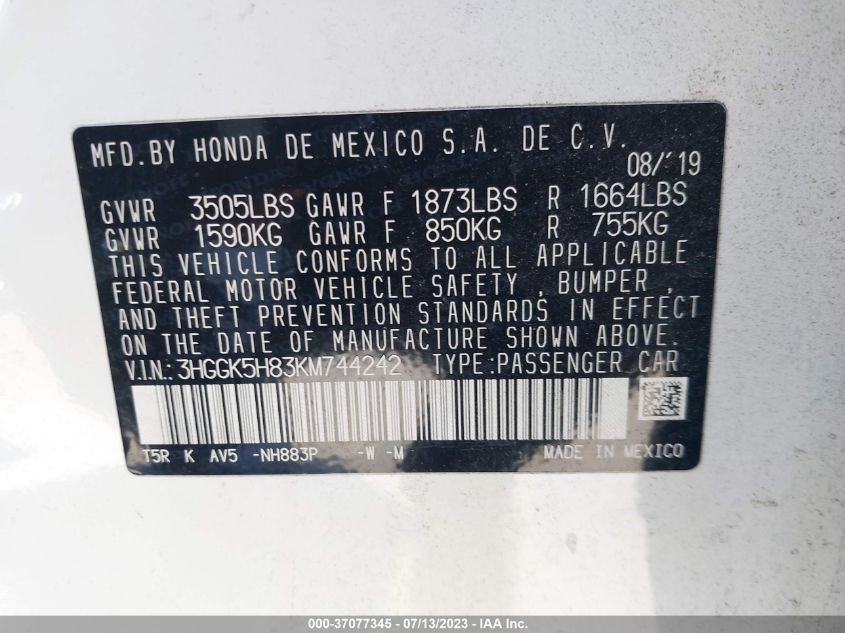 MFD.BY HONDA DE MEXICO S.A. DE C.V.
08/'19
GVWR 3505LBS GAWR F 1873LBS R 1664LBS
GVWR 1590KG GAWR F 850KG R 755KG
THIS VEHICLE CONFORMS TO ALL APPLICABLE
FEDERAL MOTOR VEHICLE SAFETY , BUMPER ,
AND THEFT PREVENTION STANDARDS IN EFFECT
ON THE DATE OF MANUFACTURE SHOWN ABOVE.
V.I.N.:3HGGK5H83KM744242 TYPE:PASSENGER CAR
T5R K AV5 -NH883P -W -M MADE IN MEXICO
000-37077345 - 07/13/2023 - IAA Inc.